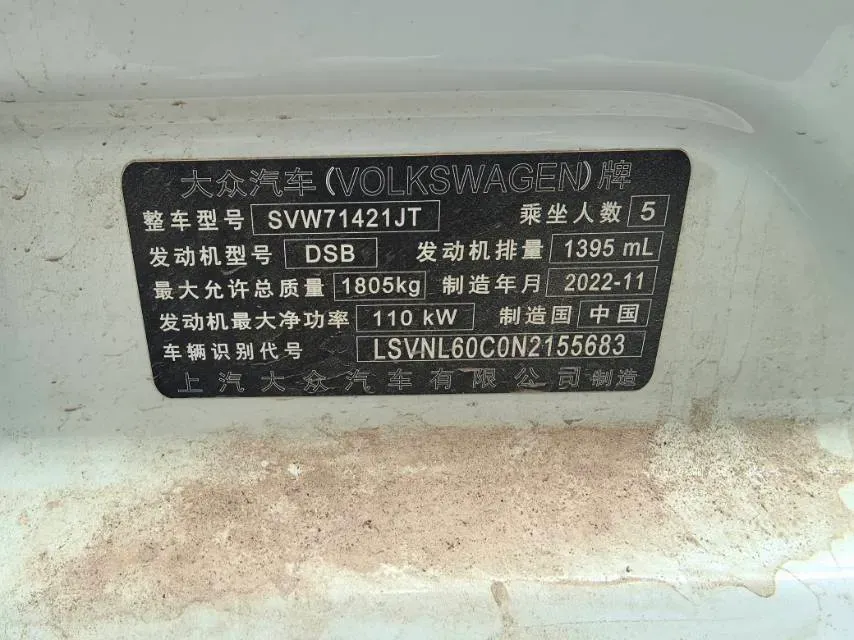 大众汽车(VOLKSWAGEN)牌
整车型号 SVW71421JT 乘坐人数 5
发动机型号 DSB 发动机排量 1395 mL
最大允许总质量 1805kg 制造年月 2022-11
发动机最大净功率 110 kW 制造国 中国
车辆识别代号 LSVNL60C0N2155683
上汽大众汽车有限公司制造